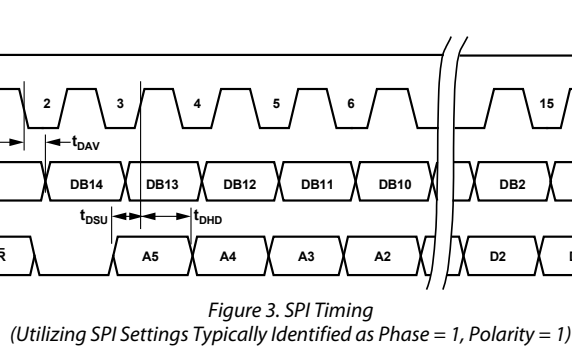 2 3 4 5 6 15
tDAV
DB14 DB13 DB12 DB11 DB10 DB2
tDSU tDHD
R̅ A5 A4 A3 A2 D2
Figure 3. SPI Timing
(Utilizing SPI Settings Typically Identified as Phase = 1, Polarity = 1)